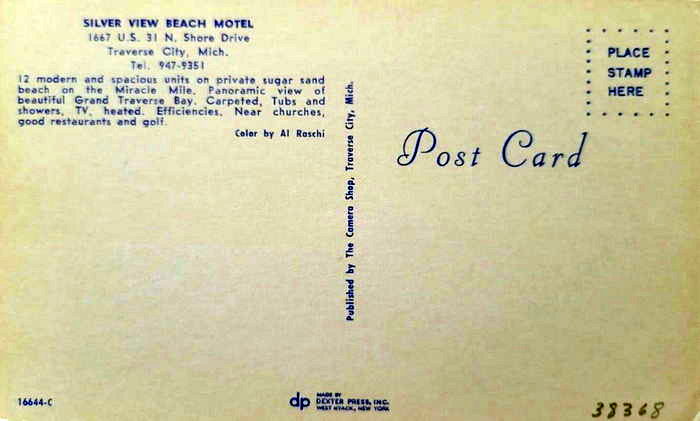 SILVER VIEW BEACH MOTEL
1667 U.S. 31 N. Shore Drive
Traverse City, Mich.
Tel. 947-9351
12 modern and spacious units on private sugar sand
beach on the Miracle Mile. Panoramic view of
beautiful Grand Traverse Bay. Carpeted, Tubs and
showers, TV, heated. Efficiencies. Near churches,
good restaurants and golf.
Color by Al Raschi
Published by The Camera Shop, Traverse City, Mich.
PLACE
STAMP
HERE
Post Card
16644-C
dp
MADE BY
DEXTER PRESS, INC.
WEST NYACK, NEW YORK
38368